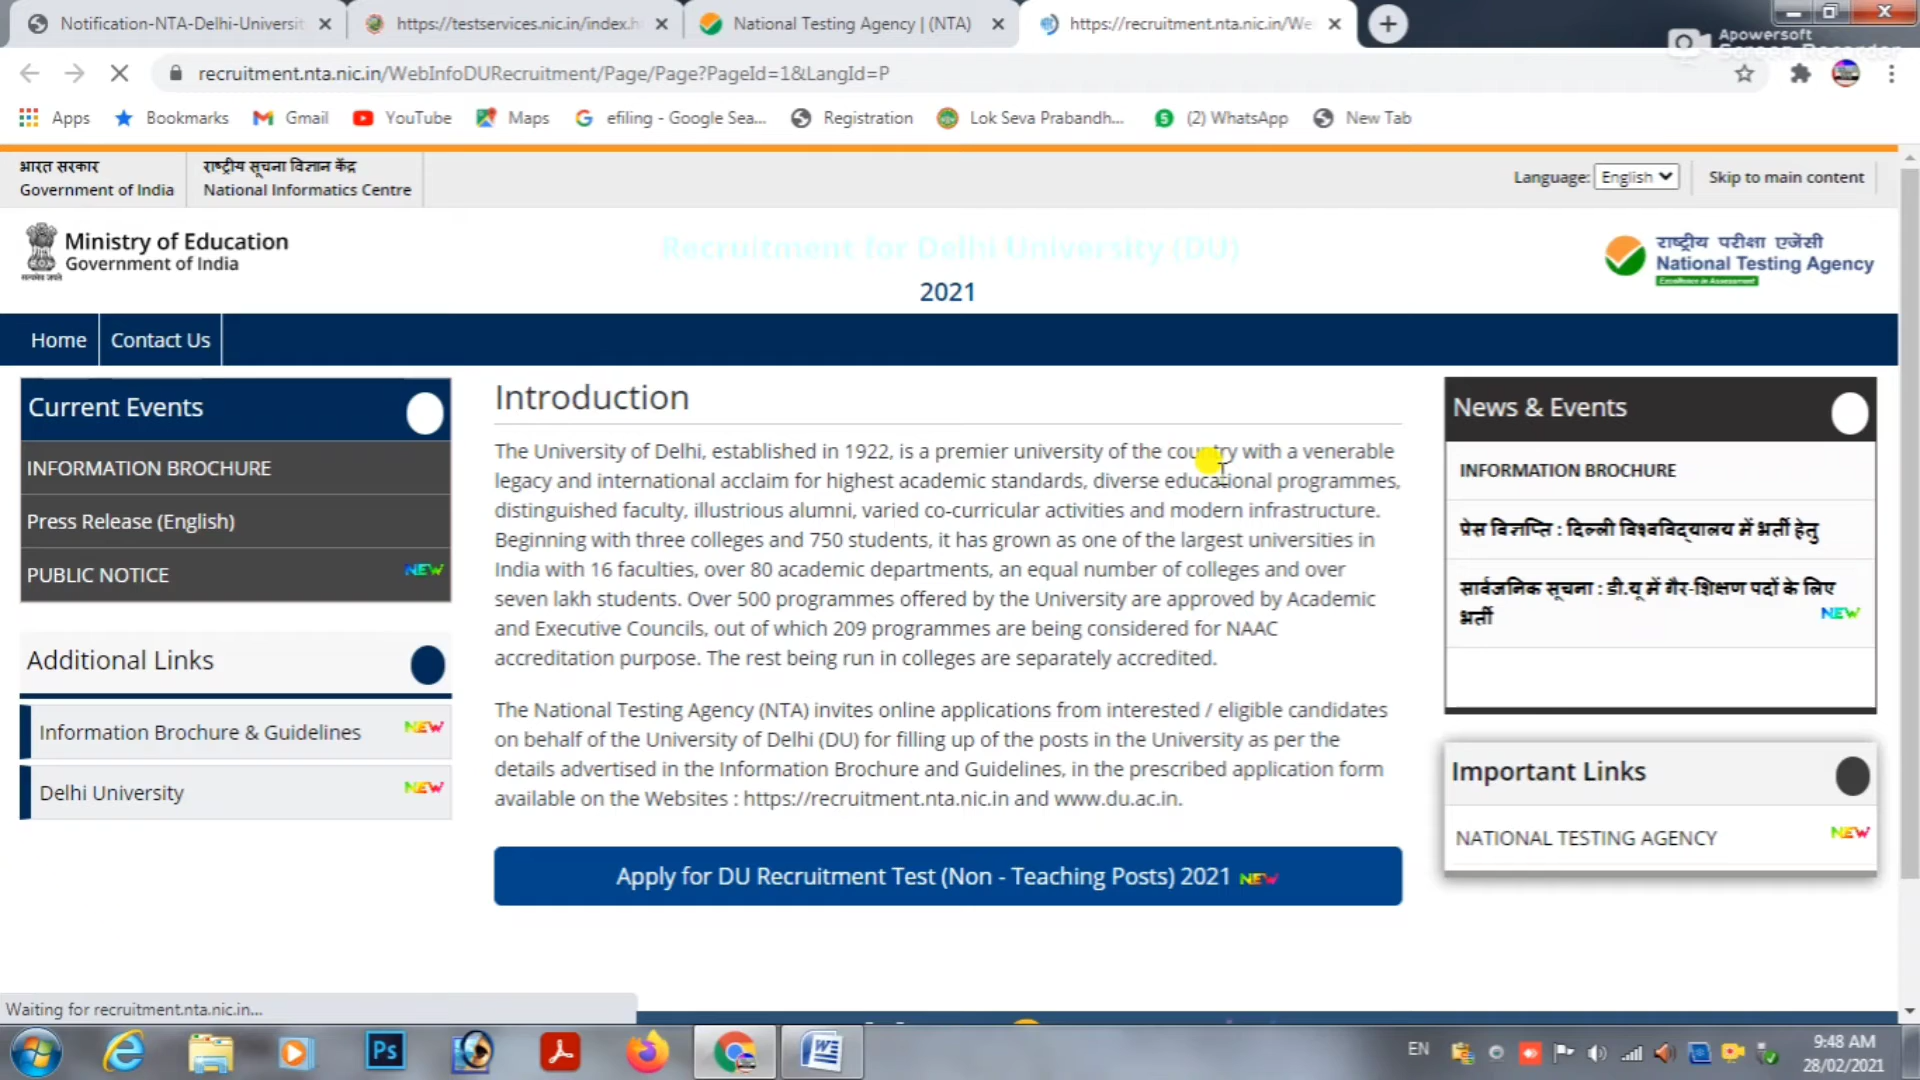 Notification-NTA-Delhi-Universit
https://testservices.nic.in/index.h
National Testing Agency | (NTA)
https://recruitment.nta.nic.in/We
Apowersoft
Screen Recorder
recruitment.nta.nic.in/WebInfoDURecruitment/Page/Page?PageId=1&LangId=P
Apps
Bookmarks
Gmail
YouTube
Maps
efiling - Google Sea...
Registration
Lok Seva Prabandh...
(2) WhatsApp
New Tab
भारत सरकार
Government of India
राष्ट्रीय सूचना विज्ञान केंद्र
National Informatics Centre
Language: English
Skip to main content
Ministry of Education
Government of India
Recruitment for Delhi University (DU)
2021
राष्ट्रीय परीक्षा एजेंसी
National Testing Agency
Excellence in Assessment
Home
Contact Us
Current Events
INFORMATION BROCHURE
Press Release (English)
PUBLIC NOTICE NEW
Additional Links
Information Brochure & Guidelines NEW
Delhi University NEW
Introduction
The University of Delhi, established in 1922, is a premier university of the country with a venerable
legacy and international acclaim for highest academic standards, diverse educational programmes,
distinguished faculty, illustrious alumni, varied co-curricular activities and modern infrastructure.
Beginning with three colleges and 750 students, it has grown as one of the largest universities in
India with 16 faculties, over 80 academic departments, an equal number of colleges and over
seven lakh students. Over 500 programmes offered by the University are approved by Academic
and Executive Councils, out of which 209 programmes are being considered for NAAC
accreditation purpose. The rest being run in colleges are separately accredited.
The National Testing Agency (NTA) invites online applications from interested / eligible candidates
on behalf of the University of Delhi (DU) for filling up of the posts in the University as per the
details advertised in the Information Brochure and Guidelines, in the prescribed application form
available on the Websites : https://recruitment.nta.nic.in and www.du.ac.in.
Apply for DU Recruitment Test (Non - Teaching Posts) 2021 NEW
News & Events
INFORMATION BROCHURE
प्रेस विज्ञप्ति : दिल्ली विश्वविद्यालय में भर्ती हेतु
सार्वजनिक सूचना : डी.यू में गैर-शिक्षण पदों के लिए
भर्ती NEW
Important Links
NATIONAL TESTING AGENCY NEW
Waiting for recruitment.nta.nic.in...
Ps
EN
9:48 AM
28/02/2021